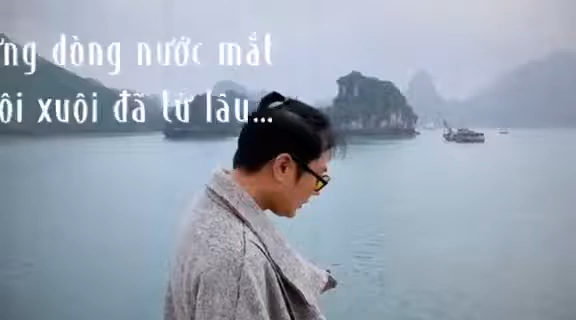 ững dòng nước mắt
ôi xuôi đã từ lâu...